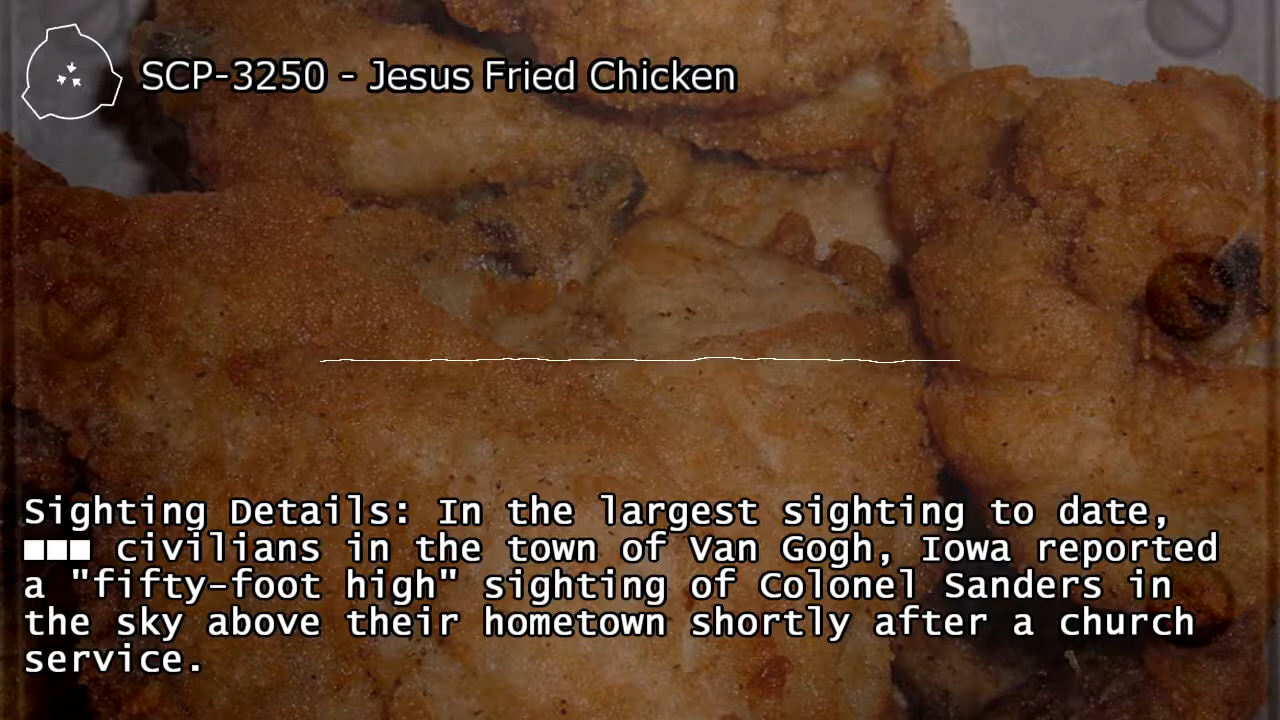 SCP-3250 - Jesus Fried Chicken
Sighting Details: In the largest sighting to date,
■■■ civilians in the town of Van Gogh, Iowa reported
a "fifty-foot high" sighting of Colonel Sanders in
the sky above their hometown shortly after a church
service.